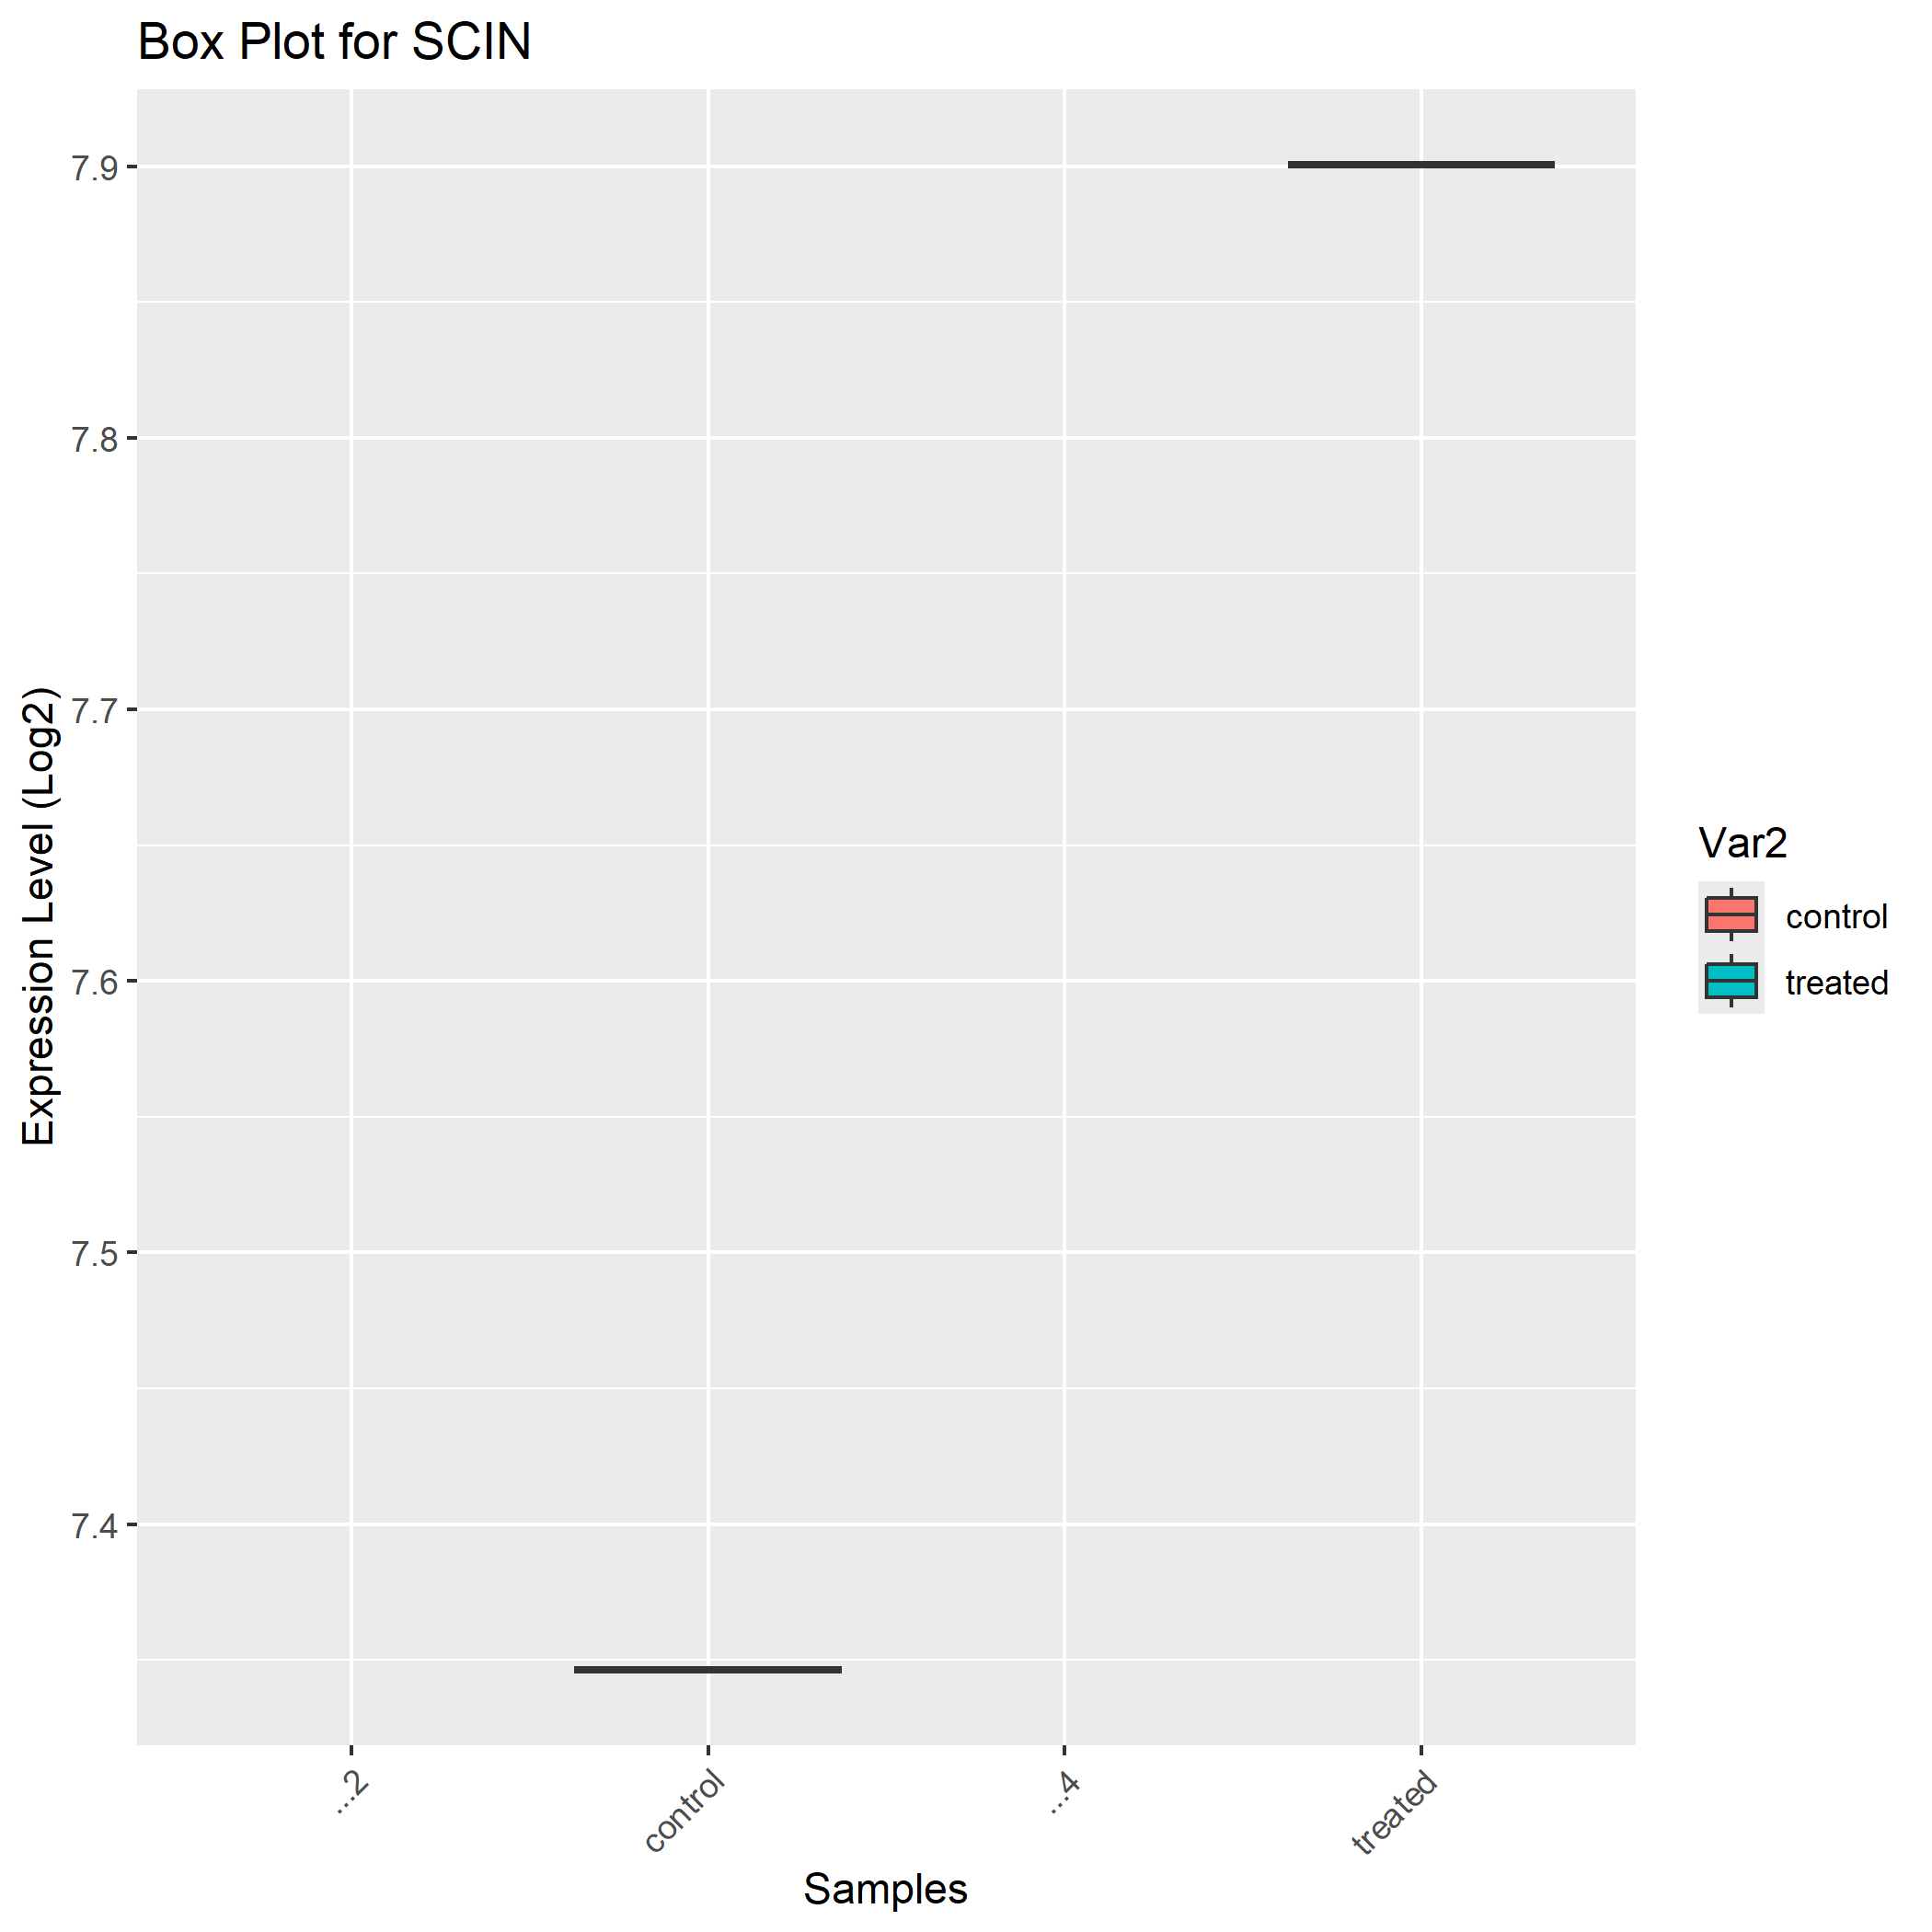 Box Plot for SCIN
Expression Level (Log2)
7.9
7.8
7.7
7.6
7.5
7.4
...2
control
...4
treated
Samples
Var2
control
treated